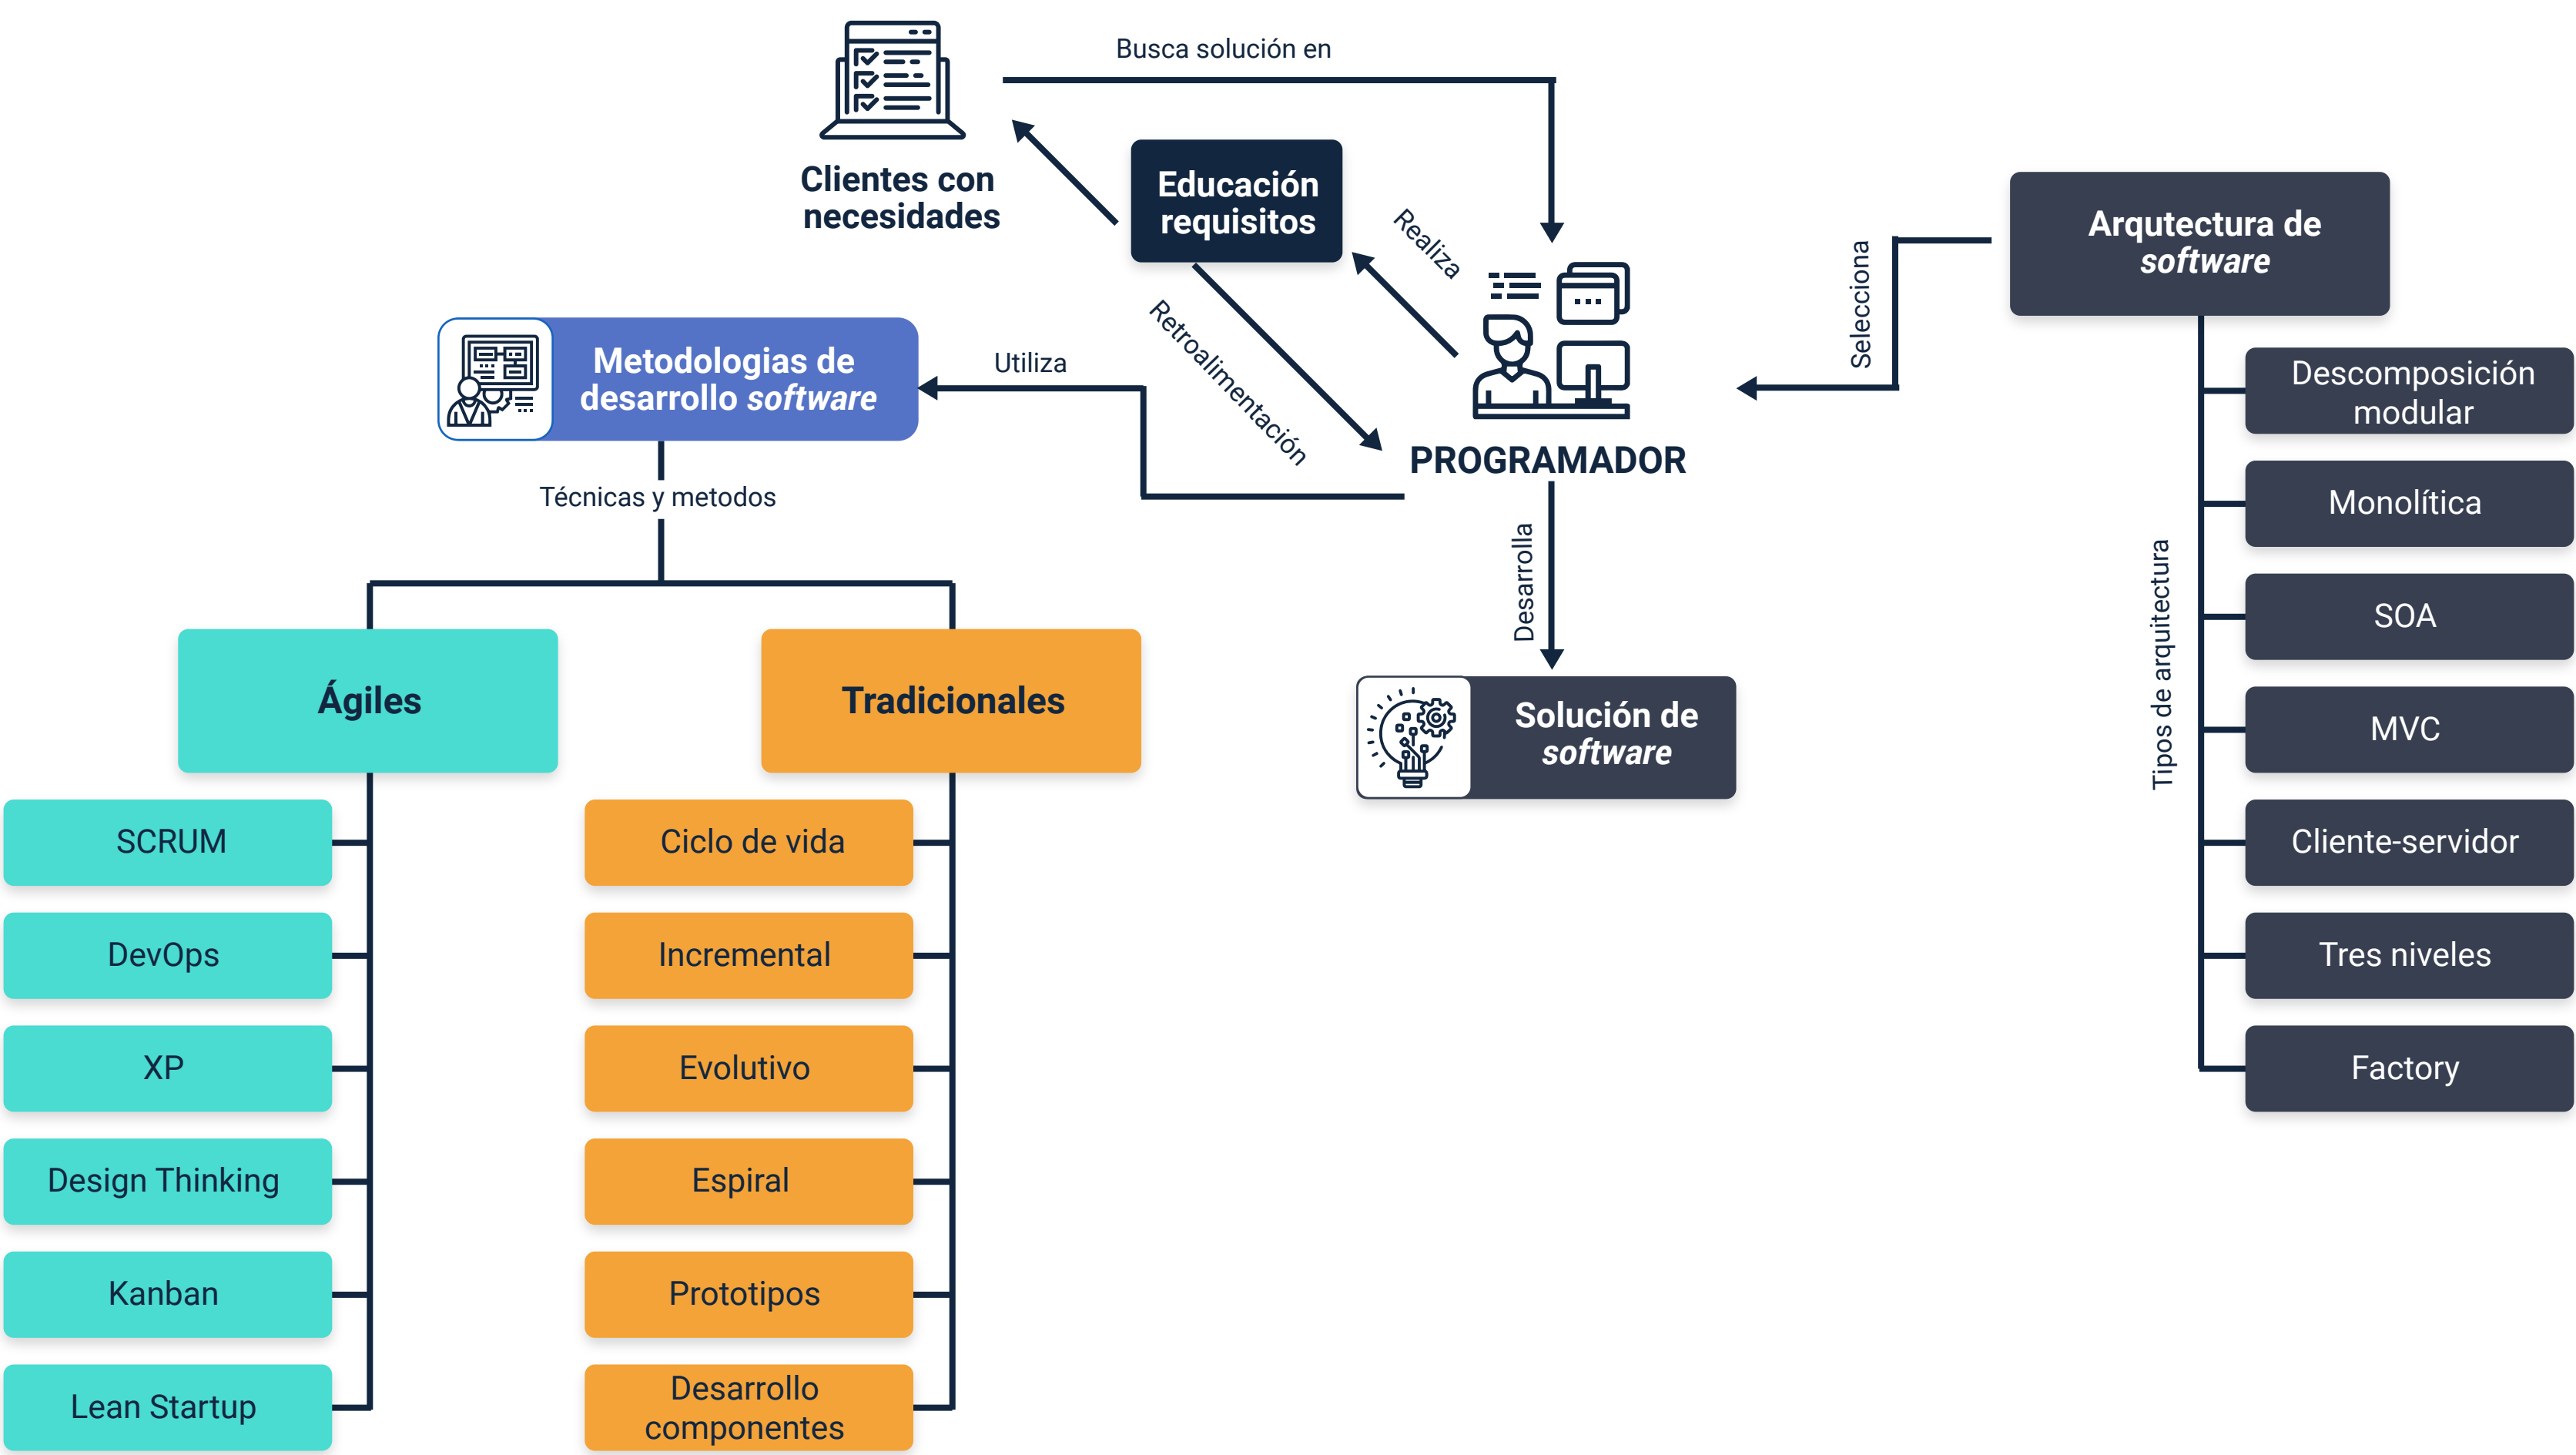 Busca solución en
Clientes con
necesidades
Educación
requisitos
Realiza
Retroalimentación
Utiliza
Metodologias de
desarrollo software
Técnicas y metodos
PROGRAMADOR
Selecciona
Arqutectura de
software
Desarrolla
Solución de
software
Ágiles
SCRUM
DevOps
XP
Design Thinking
Kanban
Lean Startup
Tradicionales
Ciclo de vida
Incremental
Evolutivo
Espiral
Prototipos
Desarrollo
componentes
Tipos de arquitectura
Descomposición
modular
Monolítica
SOA
MVC
Cliente-servidor
Tres niveles
Factory